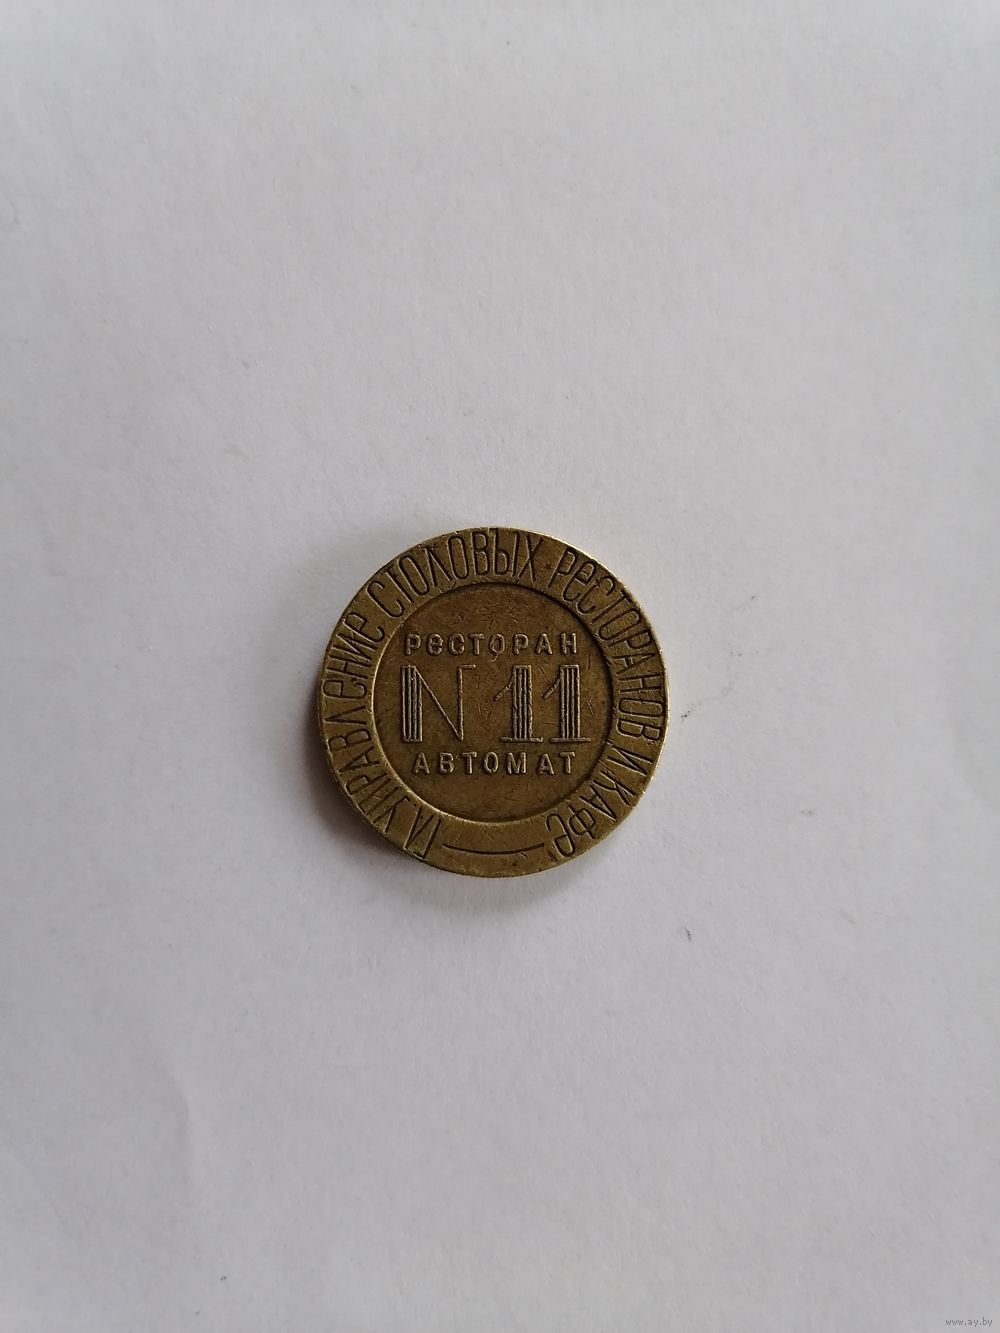 ГЛ. УПРАВЛЕНИЕ СТОЛОВЫХ РЕСТОРАНОВ И КАФЕ
РЕСТОРАН
N 11
АВТОМАТ
www.ay.by